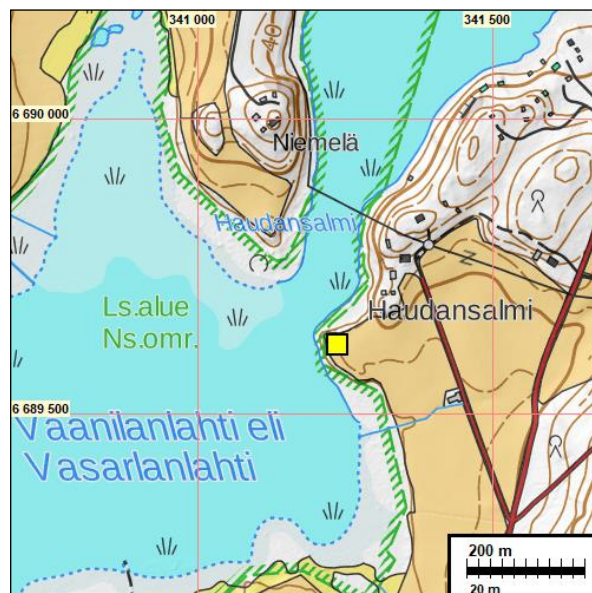 341 000
341 500
40
6 690 000
Niemelä
Haudansalmi
Ls.alue
Ns.omr.
Haudansalmi
6 689 500
Vaanilanlahti eli
Vasarlanlahti
200 m
20 m